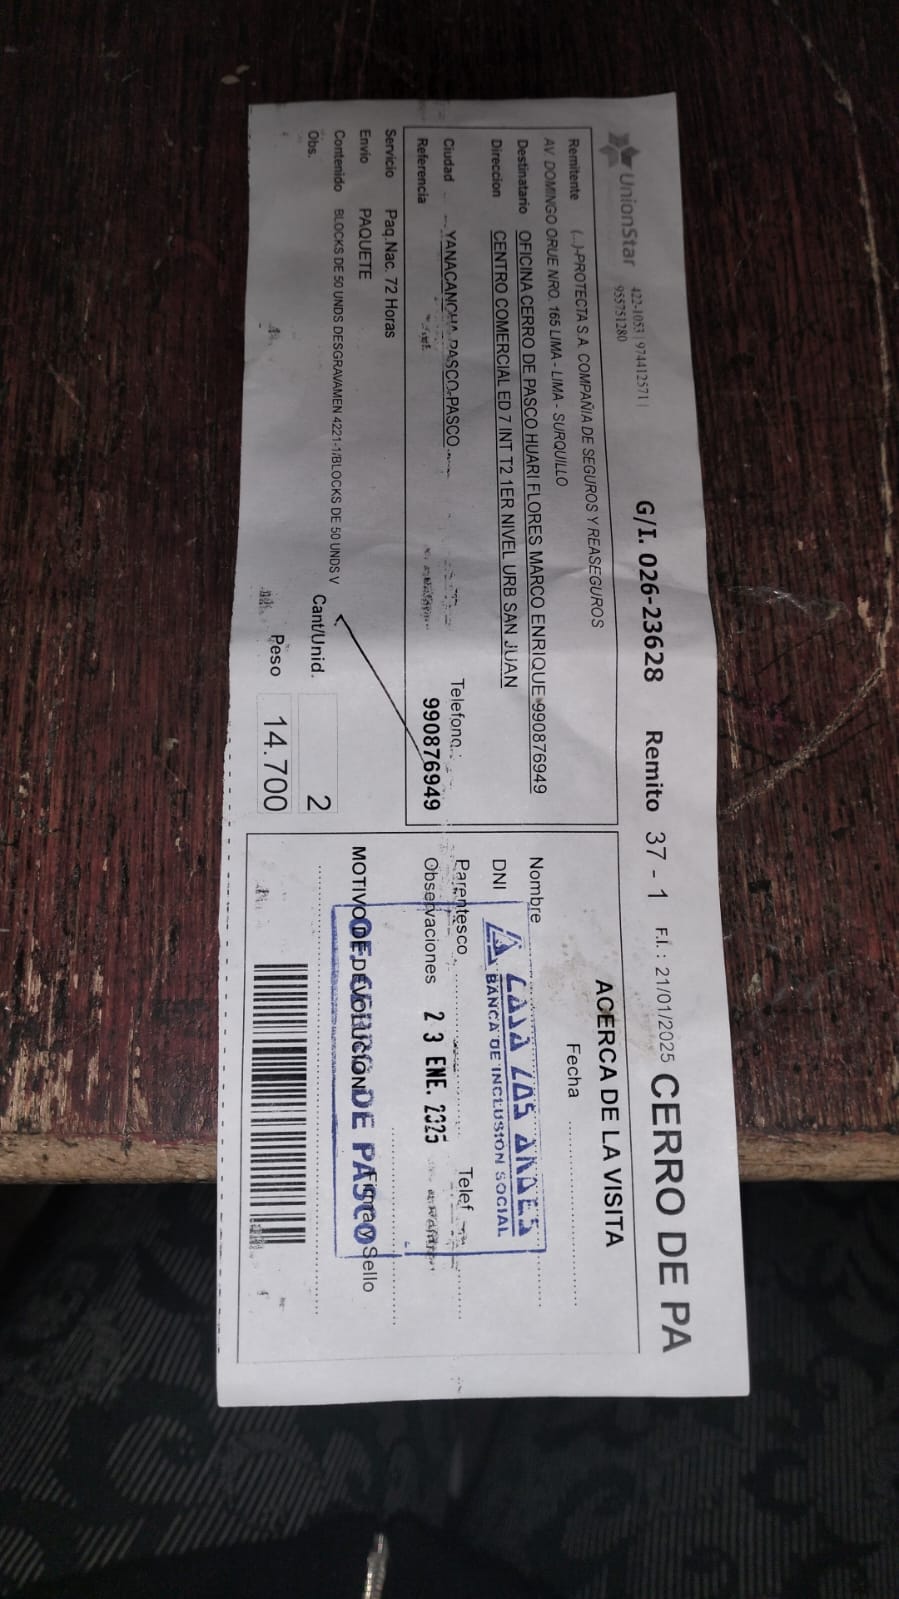 UnionStar
422-1053 | 974412571 |
955751280
G/I. 026-23628 Remito 37 - 1 F.I.: 21/01/2025 CERRO DE PA
Remitente (...)-PROTECTA S.A. COMPAÑIA DE SEGUROS Y REASEGUROS
AV. DOMINGO ORUE NRO. 165 LIMA - LIMA - SURQUILLO
Destinatario OFICINA CERRO DE PASCO HUARI FLORES MARCO ENRIQUE 990876949
Direccion CENTRO COMERCIAL ED 7 INT T2 1ER NIVEL URB SAN JUAN
Ciudad YANACANCHA-PASCO-PASCO
Telefono:
Referencia 990876949
Servicio Paq.Nac. 72 Horas
Envio PAQUETE
Contenido BLOCKS DE 50 UNDS DESGRAVAMEN 4221-1/BLOCKS DE 50 UNDS V
Obs.
Cant/Unid. 2
Peso 14.700
ACERCA DE LA VISITA
Fecha
Nombre
DNI
Parentesco Telef
Observaciones
MOTIVO DE DEVOLUCION
Firma y Sello
CAJA LOS ANDES
BANCA DE INCLUSION SOCIAL
2 3 ENE. 2025
OF. CERRO DE PASCO